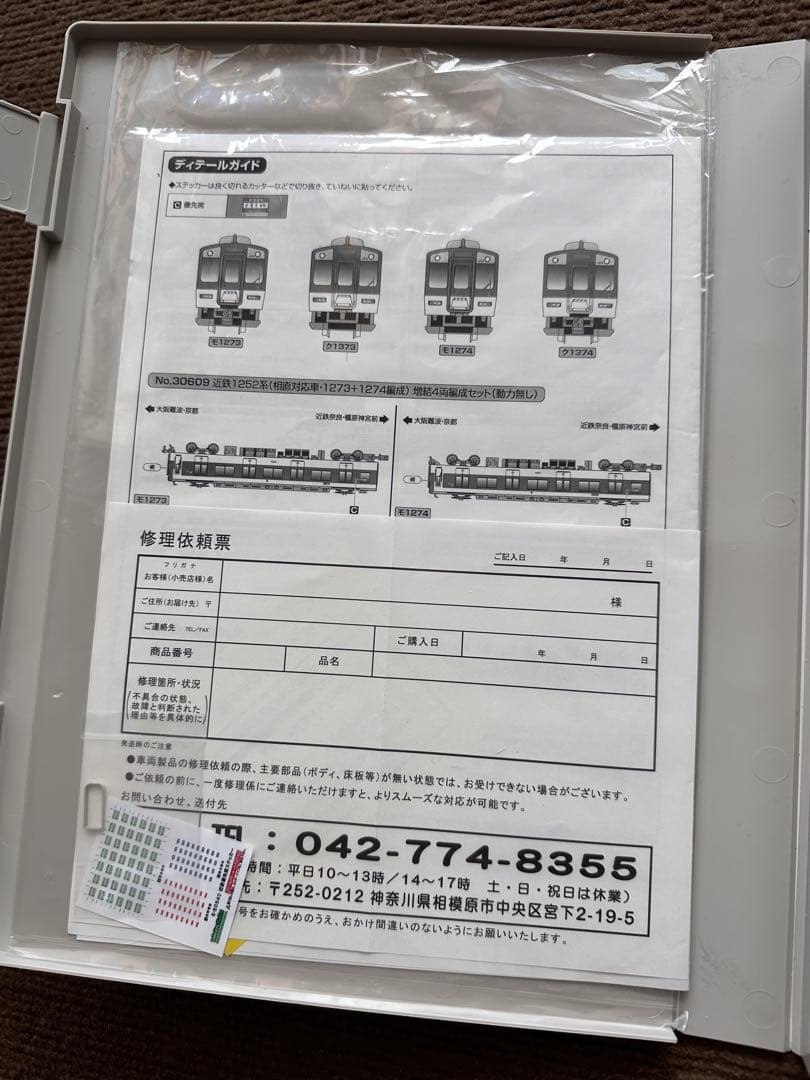 ディテールガイド
◆ステッカーは良く切れるカッターなどで切り抜き、ていねいに貼ってください。
C 優先席
モ1273 ク1373 モ1274 ク1374
No.30609 近鉄1252系(相直対応車・1273+1274編成) 増結4両編成セット(動力無し)
大阪難波・京都 近鉄奈良・橿原神宮前
大阪難波・京都 近鉄奈良・橿原神宮前
モ1273 C
モ1274 C
修理依頼票
ご記入日 年 月 日
フリガナ
お客様(小売店様)名
様
ご住所(お届け先) 〒
ご連絡先 TEL/FAX ご購入日 年 月 日
商品番号 品名
修理箇所・状況
(不具合の状態、
故障と判断された
理由等を具体的に)
発送時のご注意
●車両製品の修理依頼の際、主要部品(ボディ、床板等)が無い状態では、お受けできない場合がございます。
●ご依頼の前に、一度修理係にご連絡いただけますと、よりスムーズな対応が可能です。
お問い合わせ、送付先
TEL:042-774-8355
時間:平日10〜13時/14〜17時 土・日・祝日は休業)
先:〒252-0212 神奈川県相模原市中央区宮下2-19-5
号をお確かめのうえ、おかけ間違いのないようにお願いいたします。